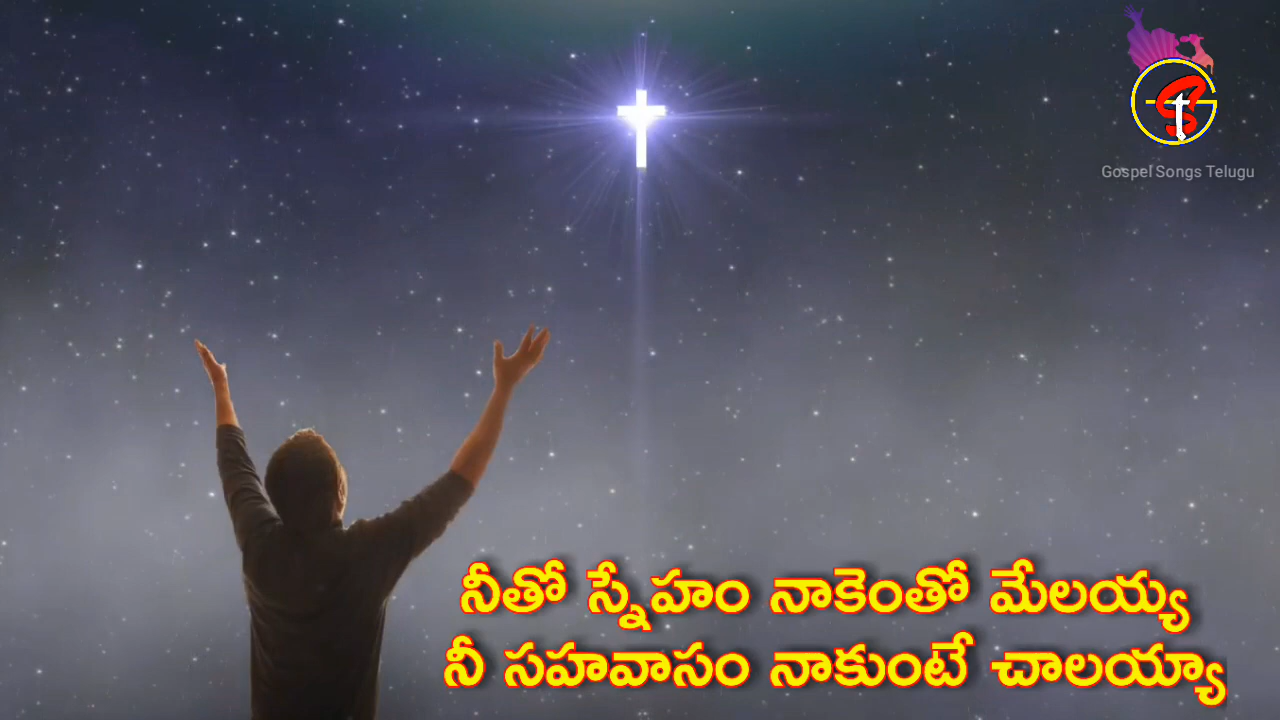 Gospel Songs Telugu
నీతో స్నేహం నాకెంతో మేలయ్య
నీ సహవాసం నాకుంటే చాలయ్యా